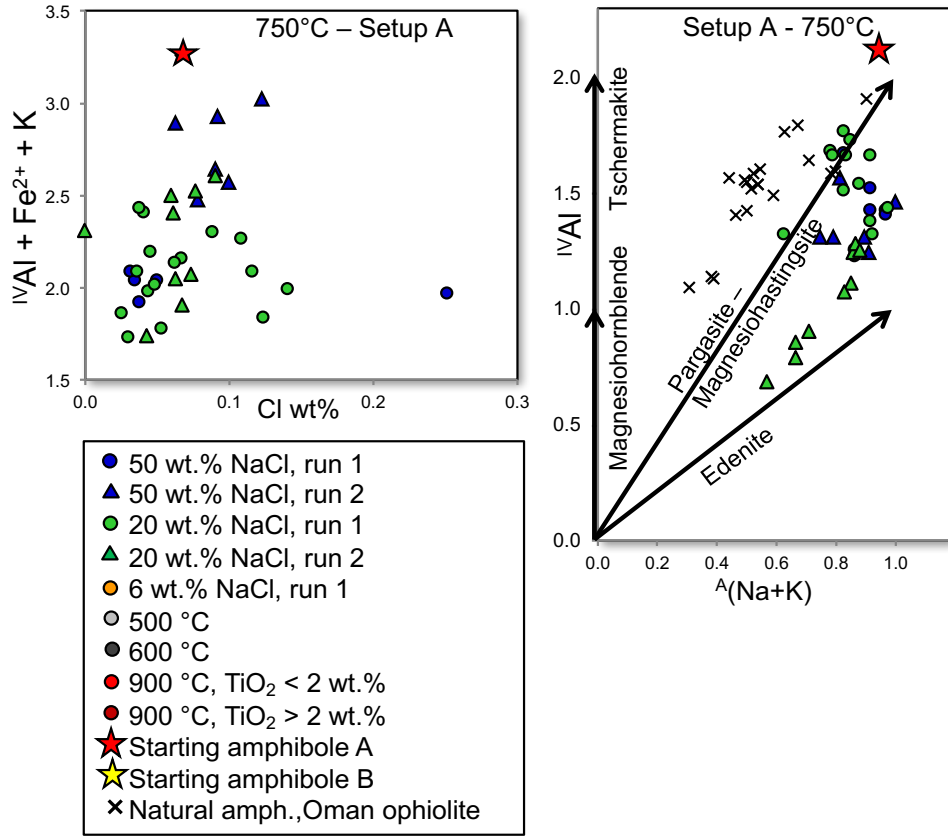 750°C – Setup A
IVAl + Fe2+ + K
3.5
3.0
2.5
2.0
1.5
0.0
0.1
0.2
0.3
Cl wt%
Setup A - 750°C
IVAl
2.0
1.5
1.0
0.5
0.0
Tschermakite
Magnesiohornblende
Pargasite –
Magnesiohastingsite
Edenite
0.0
0.2
0.4
0.6
0.8
1.0
A(Na+K)
50 wt.% NaCl, run 1
50 wt.% NaCl, run 2
20 wt.% NaCl, run 1
20 wt.% NaCl, run 2
6 wt.% NaCl, run 1
500 °C
600 °C
900 °C, TiO2 < 2 wt.%
900 °C, TiO2 > 2 wt.%
Starting amphibole A
Starting amphibole B
Natural amph.,Oman ophiolite